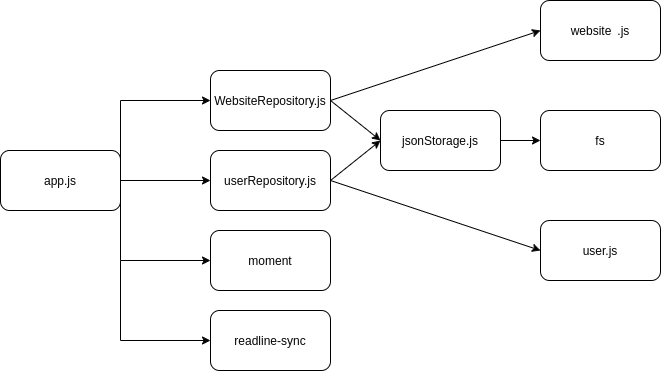 website .js
WebsiteRepository.js
jsonStorage.js
fs
app.js
userRepository.js
user.js
moment
readline-sync